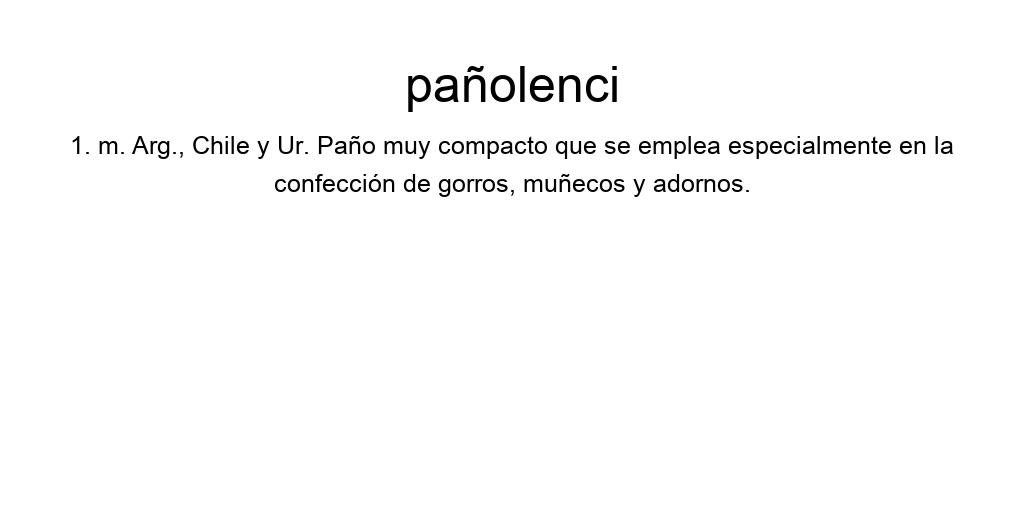 pañolenci
1. m. Arg., Chile y Ur. Paño muy compacto que se emplea especialmente en la
confección de gorros, muñecos y adornos.